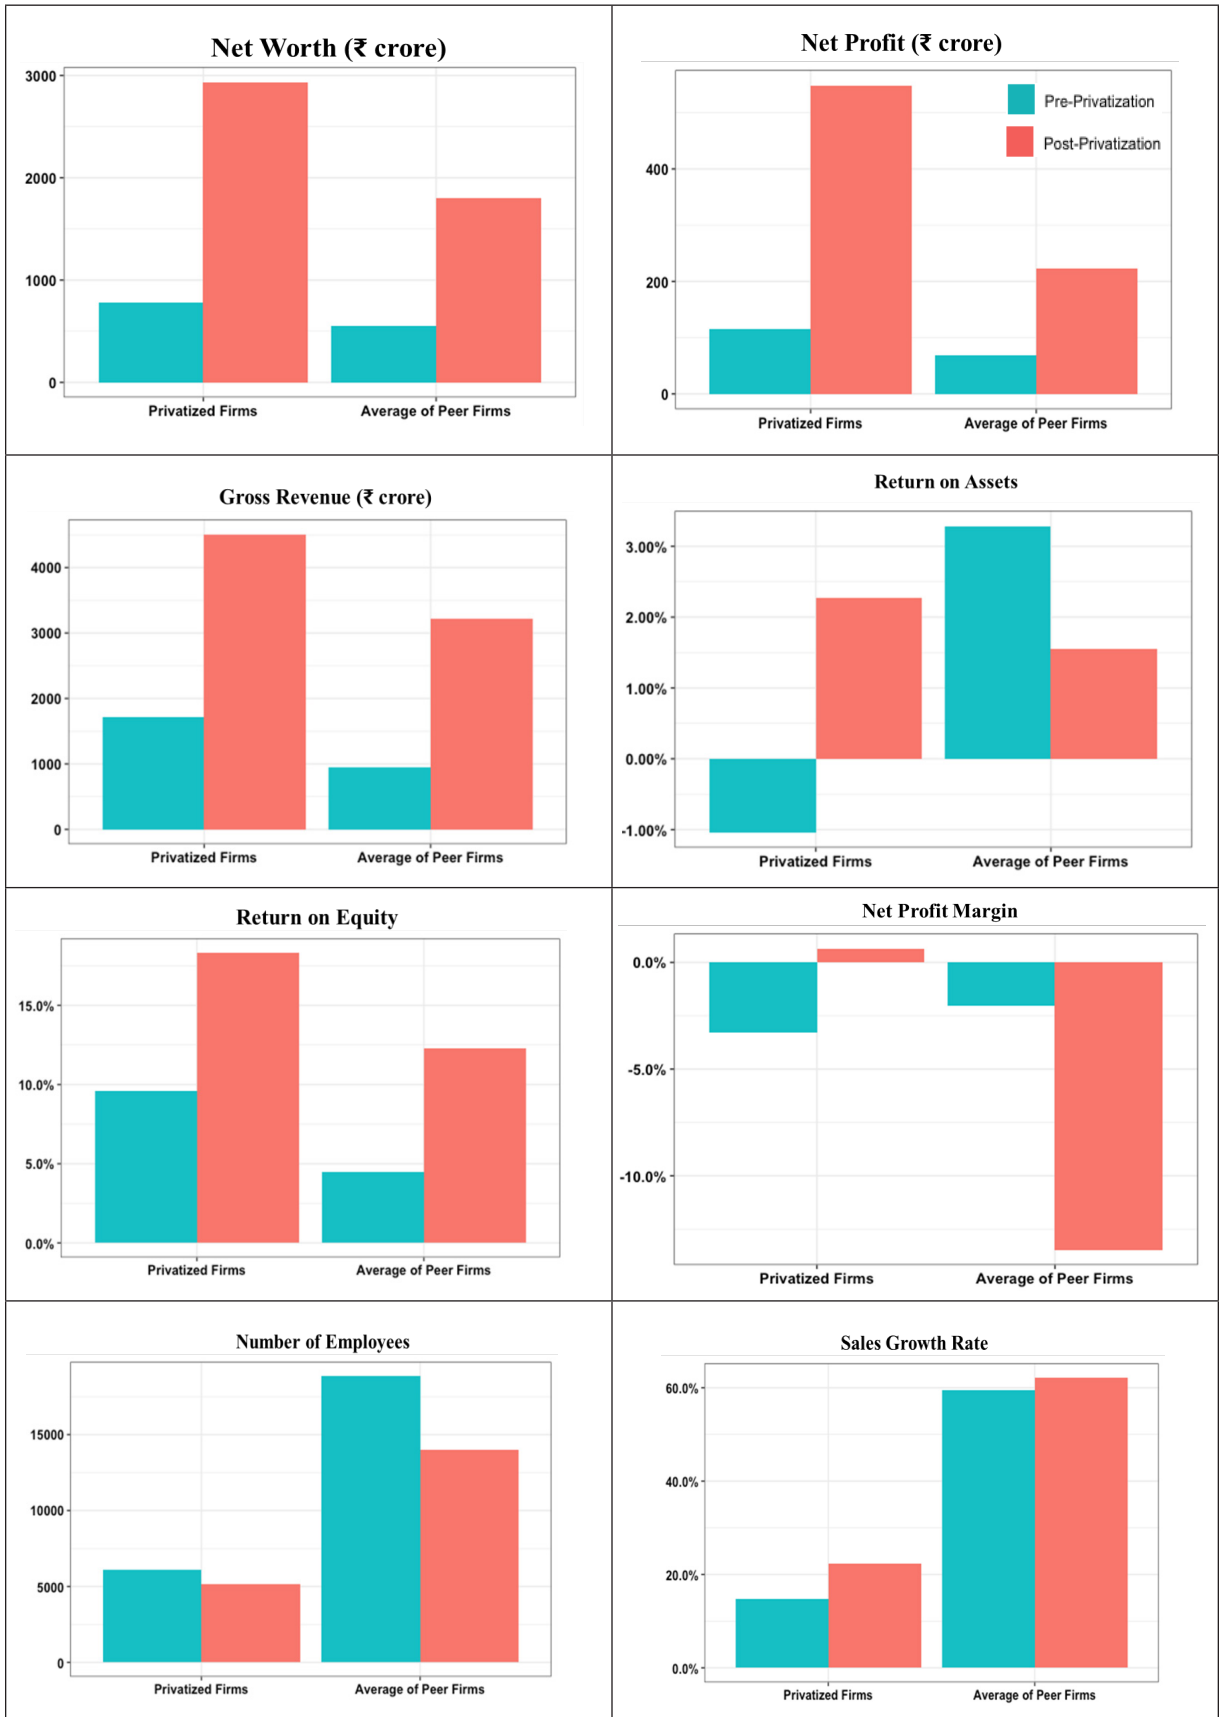 Net Worth (₹ crore)
3000
2000
1000
0
Privatized Firms
Average of Peer Firms
Net Profit (₹ crore)
Pre-Privatization
Post-Privatization
400
200
0
Privatized Firms
Average of Peer Firms
Gross Revenue (₹ crore)
4000
3000
2000
1000
0
Privatized Firms
Average of Peer Firms
Return on Assets
3.00%
2.00%
1.00%
0.00%
-1.00%
Privatized Firms
Average of Peer Firms
Return on Equity
15.0%
10.0%
5.0%
0.0%
Privatized Firms
Average of Peer Firms
Net Profit Margin
0.0%
-5.0%
-10.0%
Privatized Firms
Average of Peer Firms
Number of Employees
15000
10000
5000
0
Privatized Firms
Average of Peer Firms
Sales Growth Rate
60.0%
40.0%
20.0%
0.0%
Privatized Firms
Average of Peer Firms